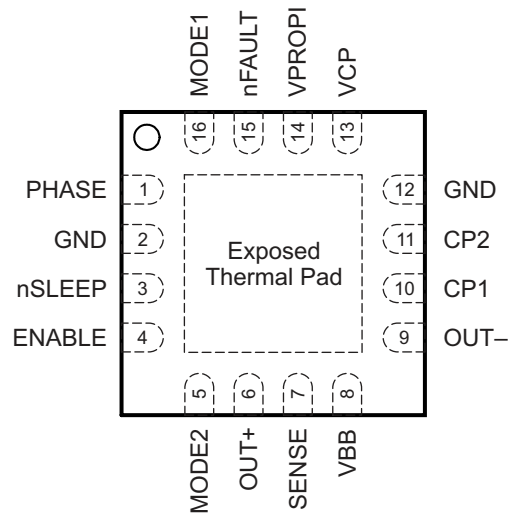 MODE1
nFAULT
VPROPI
VCP
16
15
14
13
PHASE 1
GND 2
nSLEEP 3
ENABLE 4
Exposed
Thermal Pad
12 GND
11 CP2
10 CP1
9 OUT–
5
6
7
8
MODE2
OUT+
SENSE
VBB